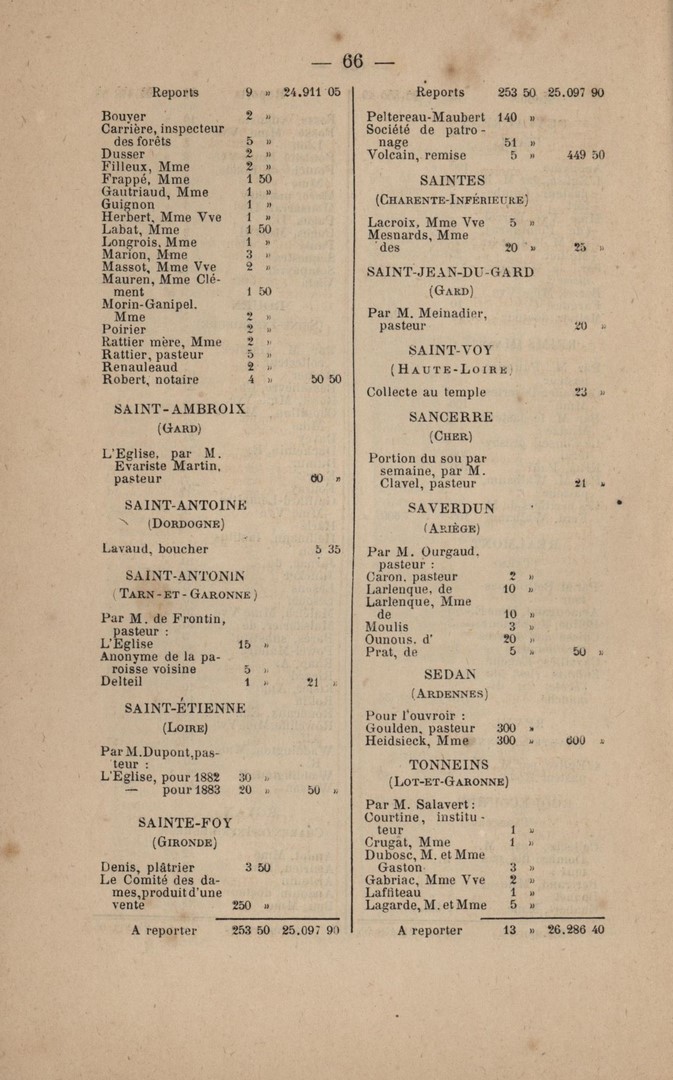 — 66 —
Reports 9 » 24.911 05
Bouyer 2 »
Carrière, inspecteur
des forêts 5 »
Dusser 2 »
Filleux, Mme 2 »
Frappé, Mme 1 50
Gautriaud, Mme 1 »
Guignon 1 »
Herbert, Mme Vve 1 »
Labat, Mme 1 50
Longrois, Mme 1 »
Marion, Mme 3 »
Massot, Mme Vve 2 »
Mauren, Mme Clé-
ment 1 50
Morin-Ganipel.
Mme 2 »
Poirier 2 »
Rattier mère, Mme 2 »
Rattier, pasteur 5 »
Renauleaud 2 »
Robert, notaire 4 » 50 50
SAINT-AMBROIX
(GARD)
L'Eglise, par M.
Evariste Martin,
pasteur 60 »
SAINT-ANTOINE
(DORDOGNE)
Lavaud, boucher 5 35
SAINT-ANTONIN
(TARN-ET-GARONNE)
Par M. de Frontin,
pasteur :
L'Eglise 15 »
Anonyme de la pa-
roisse voisine 5 »
Delteil 1 » 21 »
SAINT-ÉTIENNE
(LOIRE)
Par M. Dupont, pas-
teur :
L'Eglise, pour 1882 30 »
— pour 1883 20 » 50 »
SAINTE-FOY
(GIRONDE)
Denis, plâtrier 3 50
Le Comité des da-
mes, produit d'une
vente 250 »
A reporter 253 50 25.097 90
Reports 253 50 25.097 90
Peltereau-Maubert 140 »
Société de patro-
nage 51 »
Volcain, remise 5 » 449 50
SAINTES
(CHARENTE-INFÉRIEURE)
Lacroix, Mme Vve 5 »
Mesnards, Mme
des 20 » 25 »
SAINT-JEAN-DU-GARD
(GARD)
Par M. Meinadier,
pasteur 20 »
SAINT-VOY
(HAUTE-LOIRE)
Collecte au temple 23 »
SANCERRE
(CHER)
Portion du sou par
semaine, par M.
Clavel, pasteur 21 »
SAVERDUN
(ARIÈGE)
Par M. Ourgaud,
pasteur :
Caron, pasteur 2 »
Larlenque, de 10 »
Larlenque, Mme
de 10 »
Moulis 3 »
Ounous, d' 20 »
Prat, de 5 » 50 »
SEDAN
(ARDENNES)
Pour l'ouvroir :
Goulden, pasteur 300 »
Heidsieck, Mme 300 » 600 »
TONNEINS
(LOT-ET-GARONNE)
Par M. Salavert :
Courtine, institu-
teur 1 »
Crugat, Mme 1 »
Dubosc, M. et Mme
Gaston 3 »
Gabriac, Mme Vve 2 »
Laffiteau 1 »
Lagarde, M. et Mme 5 »
A reporter 13 » 26.286 40